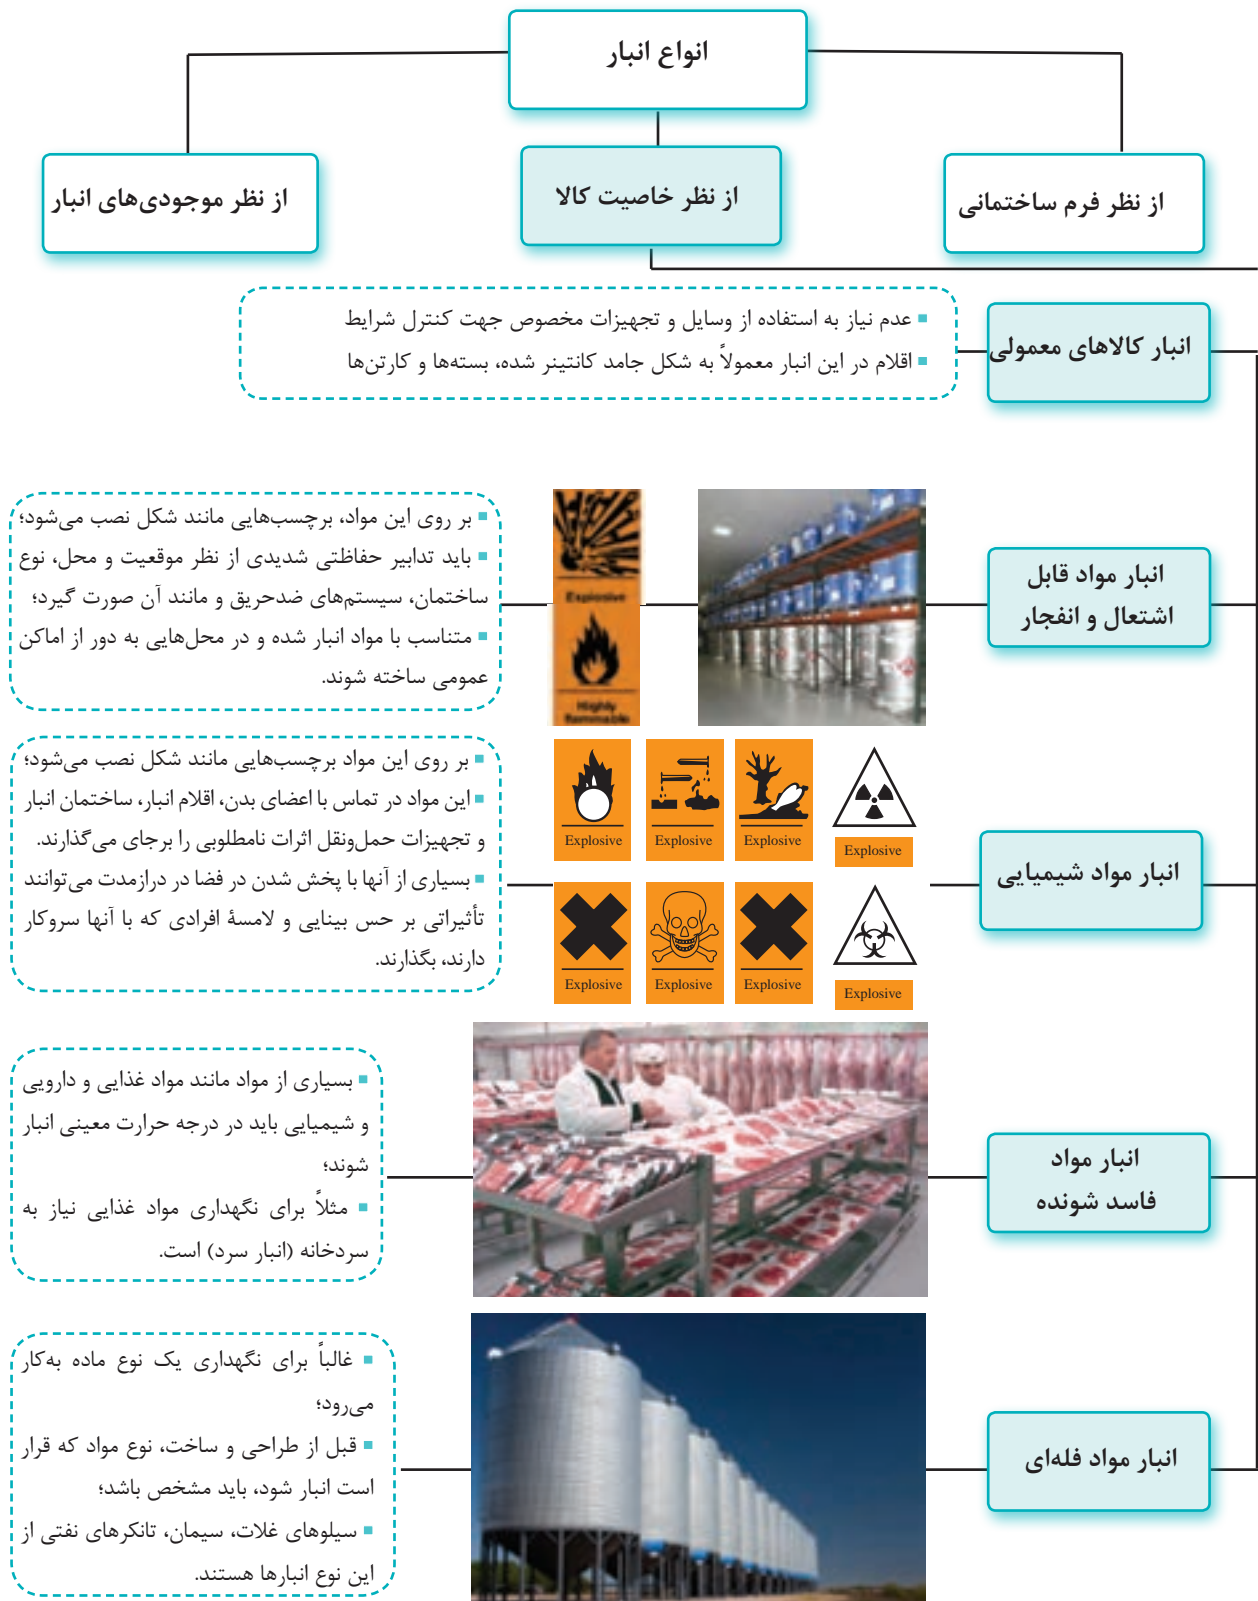 انواع انبار
از نظر فرم ساختمانی
از نظر خاصیت کالا
از نظر موجودی‌های انبار
انبار کالاهای معمولی
▪ عدم نیاز به استفاده از وسایل و تجهیزات مخصوص جهت کنترل شرایط
▪ اقلام در این انبار معمولاً به شکل جامد کانتینر شده، بسته‌ها و کارتن‌ها
انبار مواد قابل
اشتعال و انفجار
Explosive
Highly
flammable
▪ بر روی این مواد، برچسب‌هایی مانند شکل نصب می‌شود؛
▪ باید تدابیر حفاظتی شدیدی از نظر موقعیت و محل، نوع
ساختمان، سیستم‌های ضدحریق و مانند آن صورت گیرد؛
▪ متناسب با مواد انبار شده و در محل‌هایی به دور از اماکن
عمومی ساخته شوند.
انبار مواد شیمیایی
Explosive
Explosive
Explosive
Explosive
Explosive
Explosive
Explosive
Explosive
▪ بر روی این مواد برچسب‌هایی مانند شکل نصب می‌شود؛
▪ این مواد در تماس با اعضای بدن، اقلام انبار، ساختمان انبار
و تجهیزات حمل‌ونقل اثرات نامطلوبی را برجای می‌گذارند.
▪ بسیاری از آنها با پخش شدن در فضا در درازمدت می‌توانند
تأثیراتی بر حس بینایی و لامسۀ افرادی که با آنها سروکار
دارند، بگذارند.
انبار مواد
فاسد شونده
▪ بسیاری از مواد مانند مواد غذایی و دارویی
و شیمیایی باید در درجه حرارت معینی انبار
شوند؛
▪ مثلاً برای نگهداری مواد غذایی نیاز به
سردخانه (انبار سرد) است.
انبار مواد فله‌ای
▪ غالباً برای نگهداری یک نوع ماده به‌کار
می‌رود؛
▪ قبل از طراحی و ساخت، نوع مواد که قرار
است انبار شود، باید مشخص باشد؛
▪ سیلوهای غلات، سیمان، تانکرهای نفتی از
این نوع انبارها هستند.